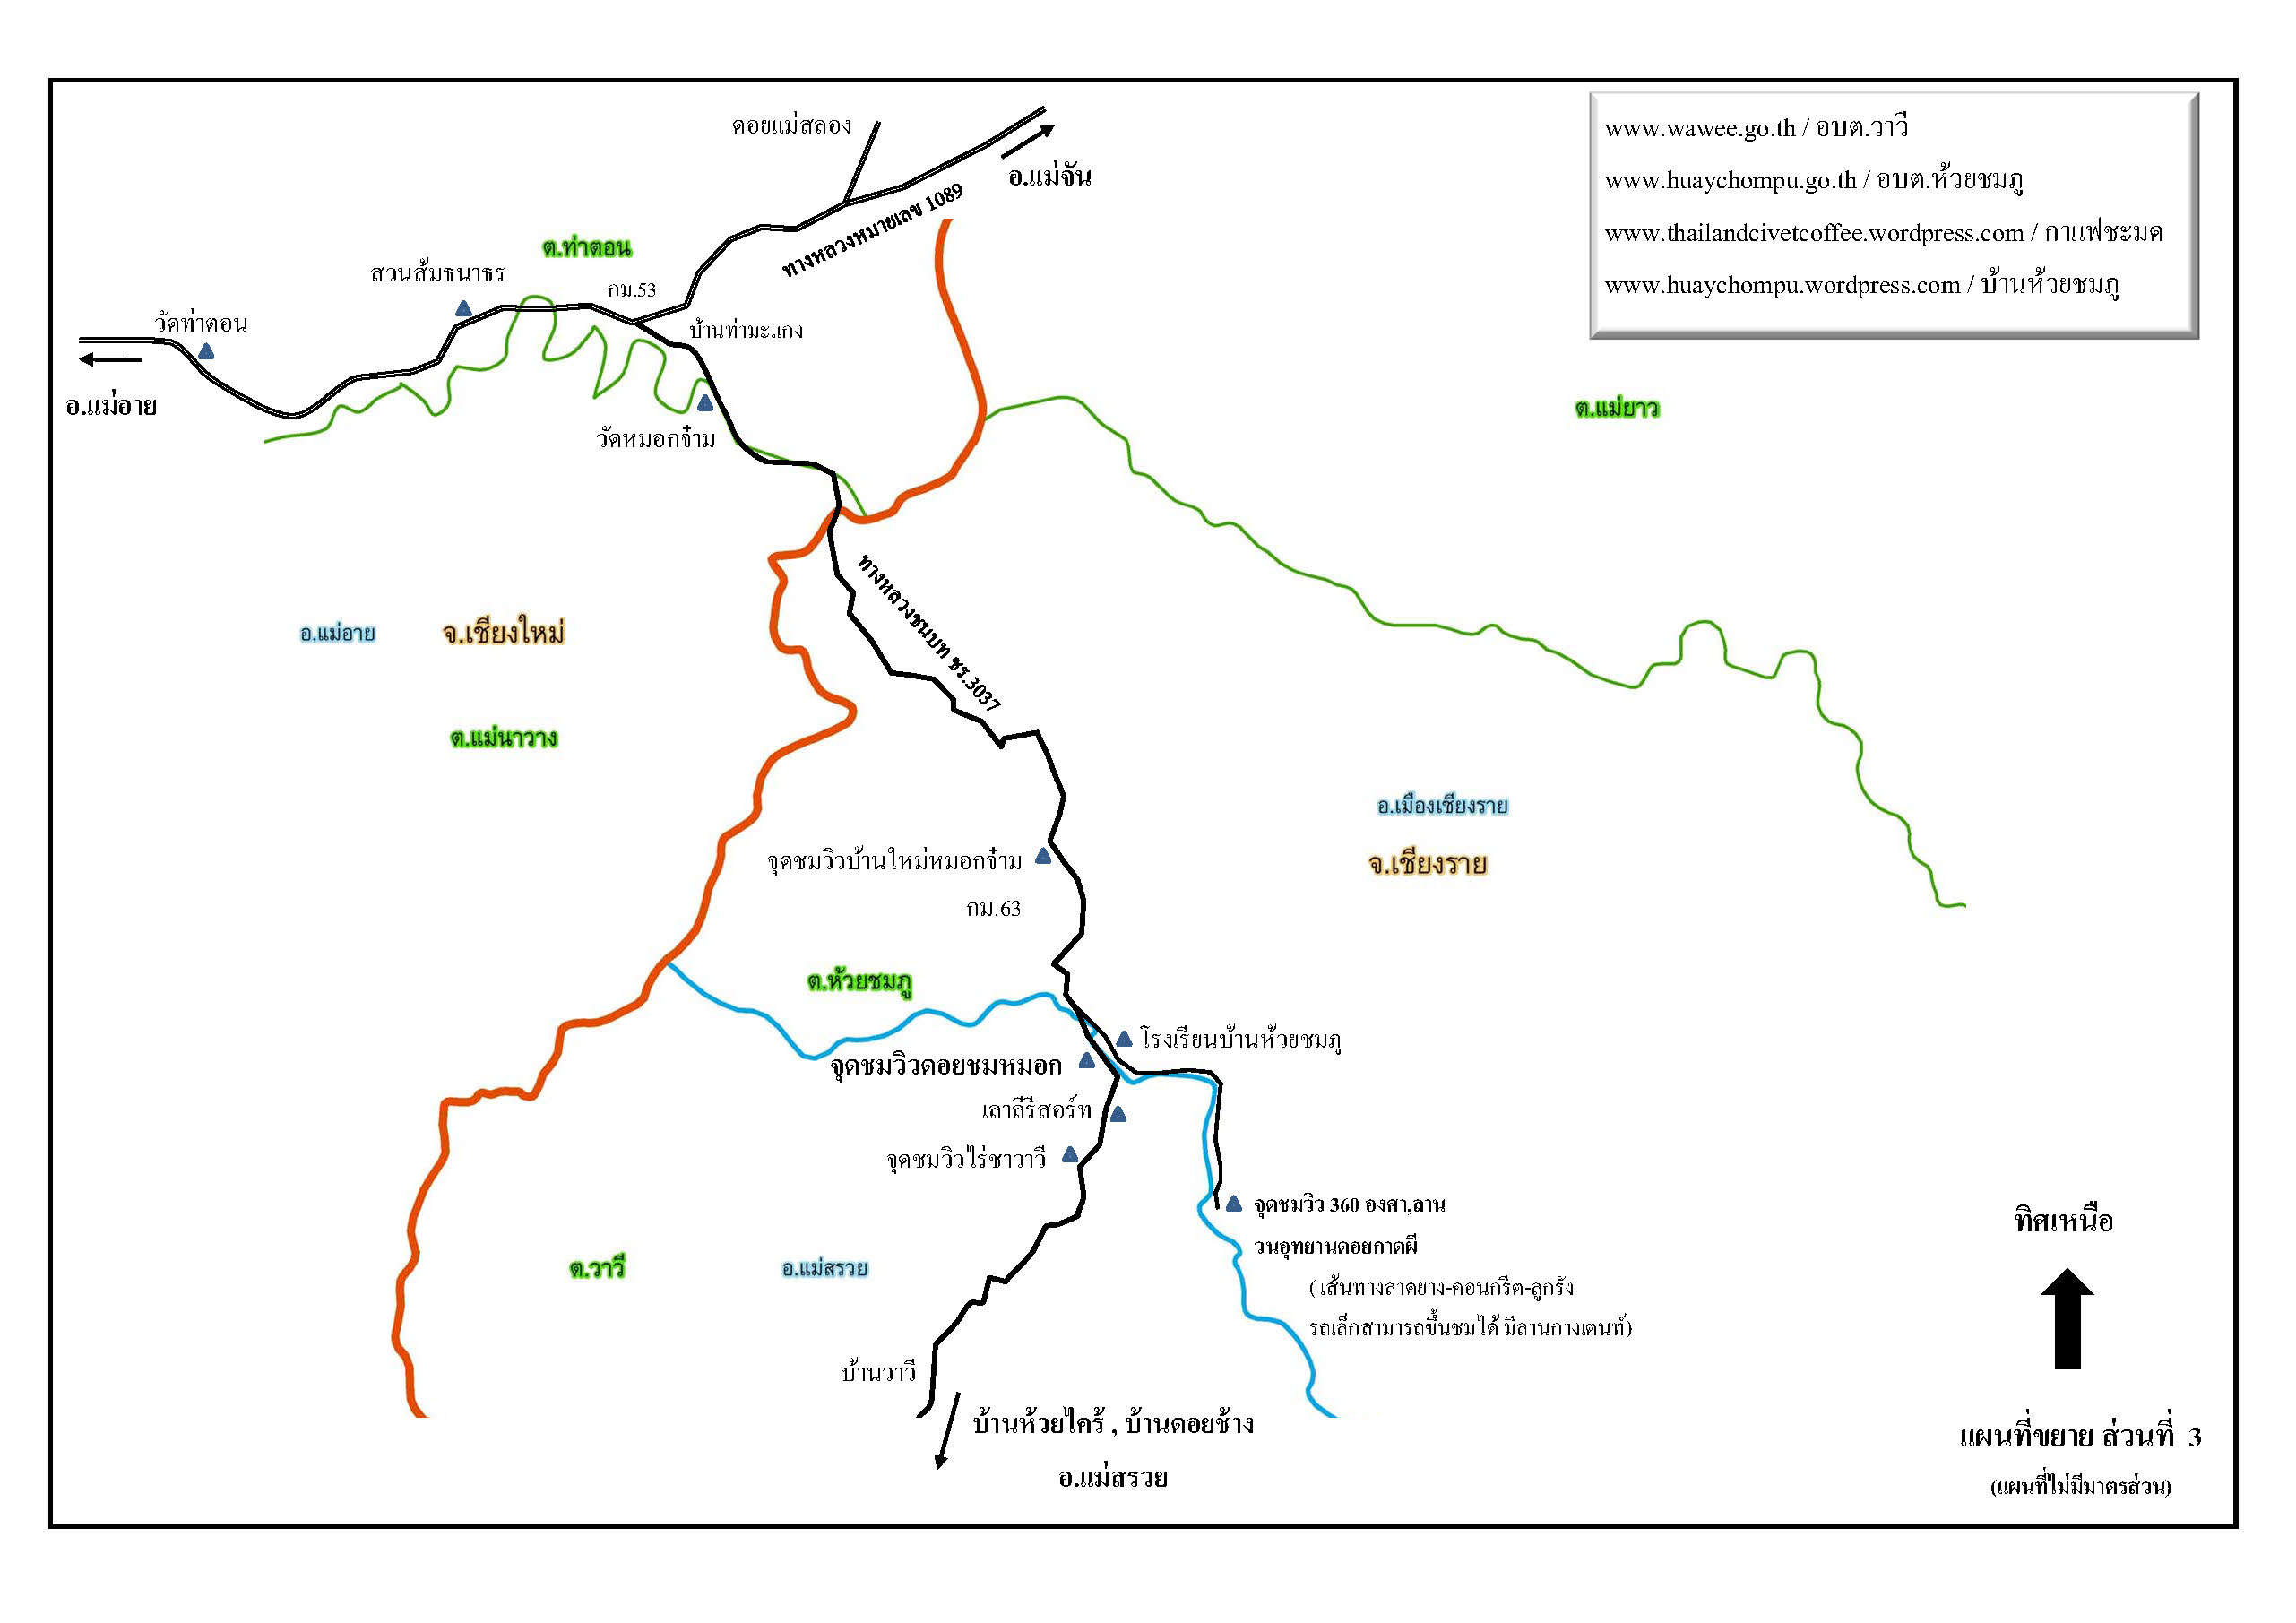 www.wawee.go.th / อบต.วาวี
www.huaychompu.go.th / อบต.ห้วยชมภู
www.thailandcivetcoffee.wordpress.com / กาแฟชะมด
www.huaychompu.wordpress.com / บ้านห้วยชมภู
ดอยแม่สลอง
อ.แม่จัน
ทางหลวงหมายเลข 1089
ต.ท่าตอน
สวนส้มธนาธร
กม.53
วัดท่าตอน
บ้านท่ามะแกง
อ.แม่อาย
วัดหมอกจ๋าม
ต.แม่ยาว
ทางหลวงชนบท ชร.3037
อ.แม่อาย
จ.เชียงใหม่
ต.แม่นาวาง
อ.เมืองเชียงราย
จ.เชียงราย
จุดชมวิวบ้านใหม่หมอกจ๋าม
กม.63
ต.ห้วยชมภู
โรงเรียนบ้านห้วยชมภู
จุดชมวิวดอยชมหมอก
เลาลีรีสอร์ท
จุดชมวิวไร่ชาวาวี
จุดชมวิว 360 องศา,ลาน
วนอุทยานดอยกาดผี
( เส้นทางลาดยาง-คอนกรีต-ลูกรัง
รถเล็กสามารถขึ้นชมได้ มีลานกางเตนท์)
ต.วาวี
อ.แม่สรวย
บ้านวาวี
บ้านห้วยไคร้ , บ้านดอยช้าง
อ.แม่สรวย
ทิศเหนือ
แผนที่ขยาย ส่วนที่ 3
(แผนที่ไม่มีมาตรส่วน)